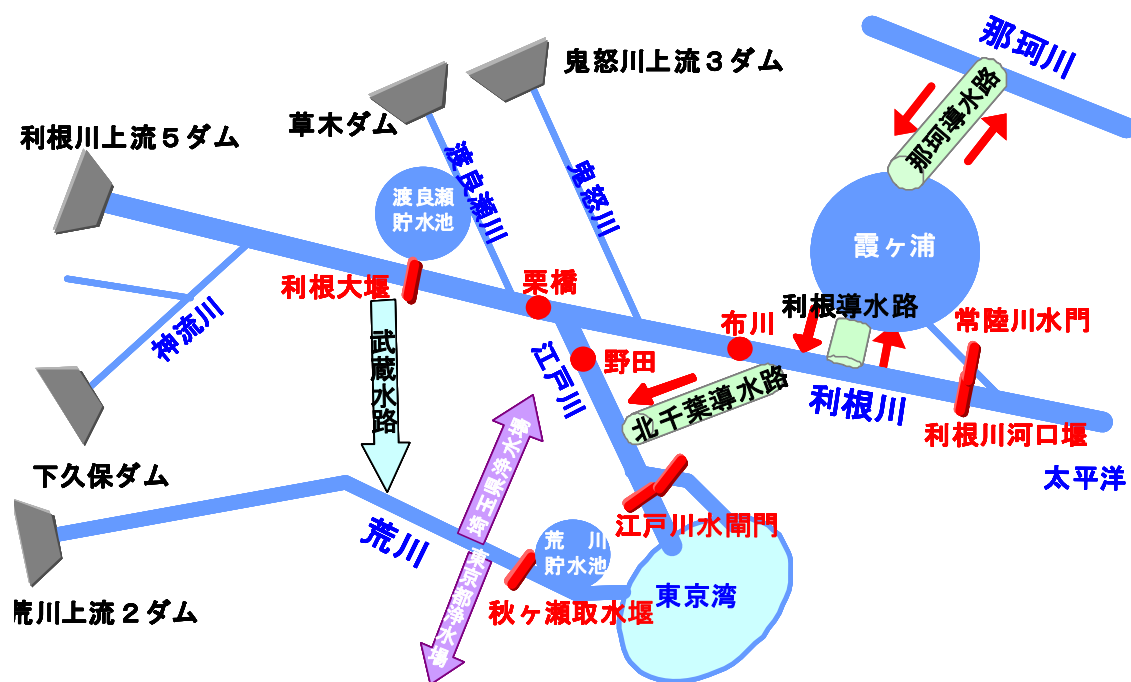 那珂川
鬼怒川上流３ダム
草木ダム
利根川上流５ダム
那珂導水路
渡良瀬川
鬼怒川
渡良瀬
貯水池
霞ヶ浦
利根大堰
栗橋
利根導水路
常陸川水門
布川
神流川
武蔵水路
江戸川
野田
北千葉導水路
利根川
利根川河口堰
太平洋
下久保ダム
埼玉県浄水場
荒川
江戸川水閘門
荒　川
貯水池
東京都浄水場
東京湾
荒川上流２ダム
秋ヶ瀬取水堰